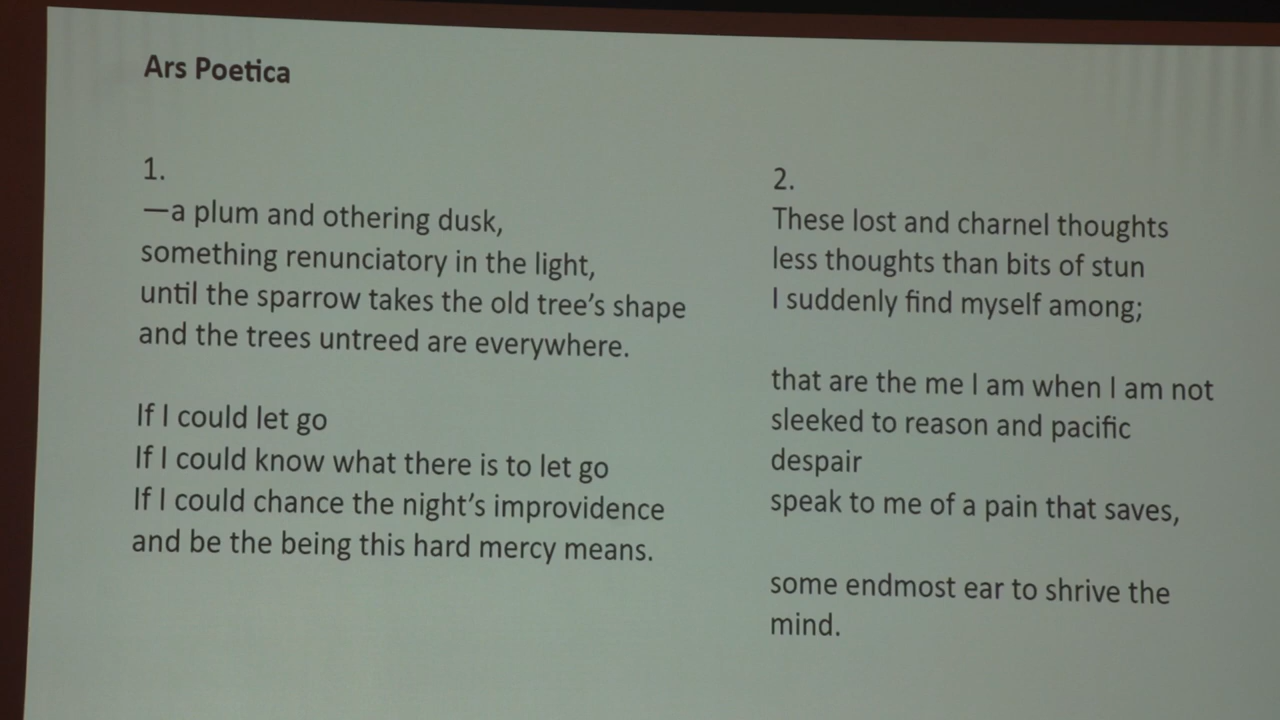 Ars Poetica
1.
—a plum and othering dusk,
something renunciatory in the light,
until the sparrow takes the old tree’s shape
and the trees untreed are everywhere.
If I could let go
If I could know what there is to let go
If I could chance the night’s improvidence
and be the being this hard mercy means.
2.
These lost and charnel thoughts
less thoughts than bits of stun
I suddenly find myself among;
that are the me I am when I am not
sleeked to reason and pacific
despair
speak to me of a pain that saves,
some endmost ear to shrive the
mind.